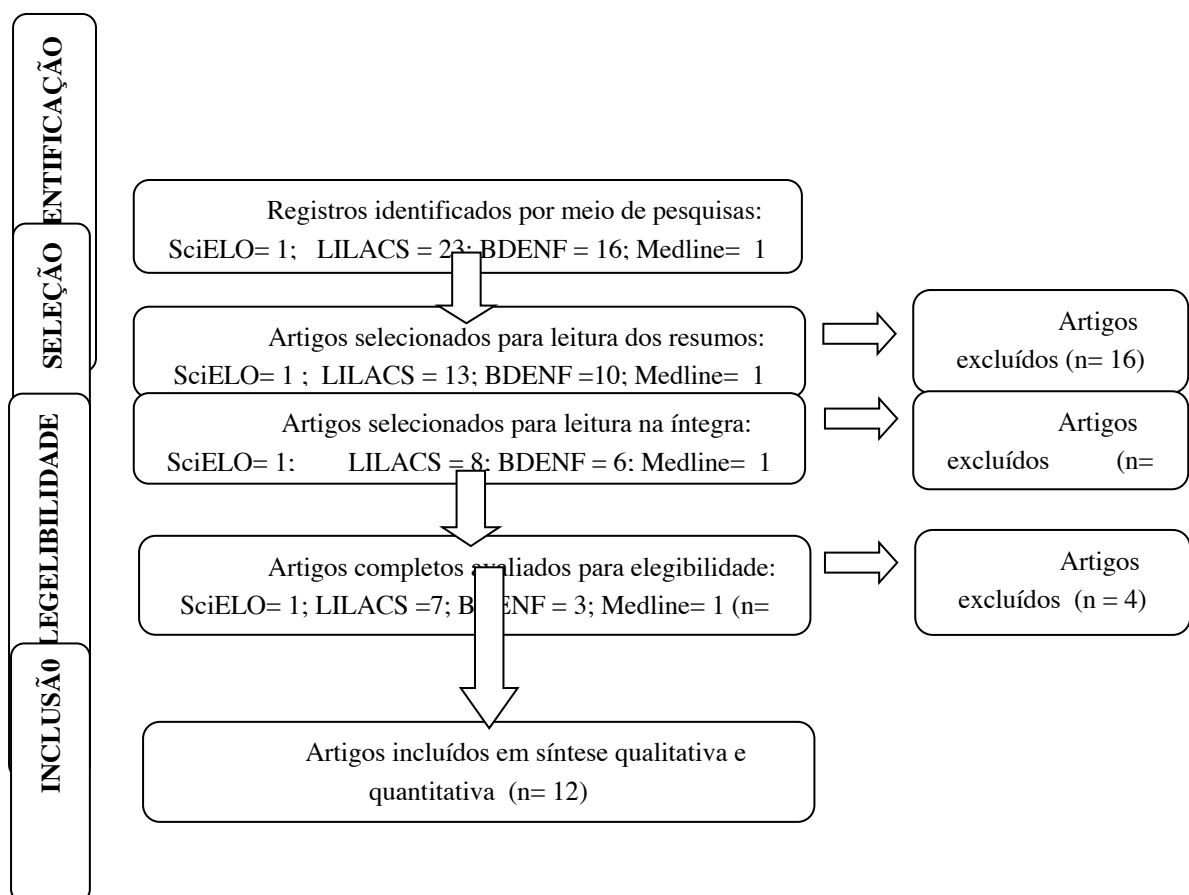 ENTIFICAÇÃO
Registros identificados por meio de pesquisas:
SciELO= 1; LILACS = 23; BDENF = 16; Medline= 1
SELEÇÃO
Artigos selecionados para leitura dos resumos:
SciELO= 1 ; LILACS = 13; BDENF =10; Medline= 1
Artigos
excluídos (n= 16)
LEGELIBILIDADE
Artigos selecionados para leitura na íntegra:
SciELO= 1; LILACS = 8; BDENF = 6; Medline= 1
Artigos
excluídos (n=
Artigos completos avaliados para elegibilidade:
SciELO= 1; LILACS =7; BDENF = 3; Medline= 1 (n=
Artigos
excluídos (n = 4)
INCLUSÃ0
Artigos incluídos em síntese qualitativa e
quantitativa (n= 12)